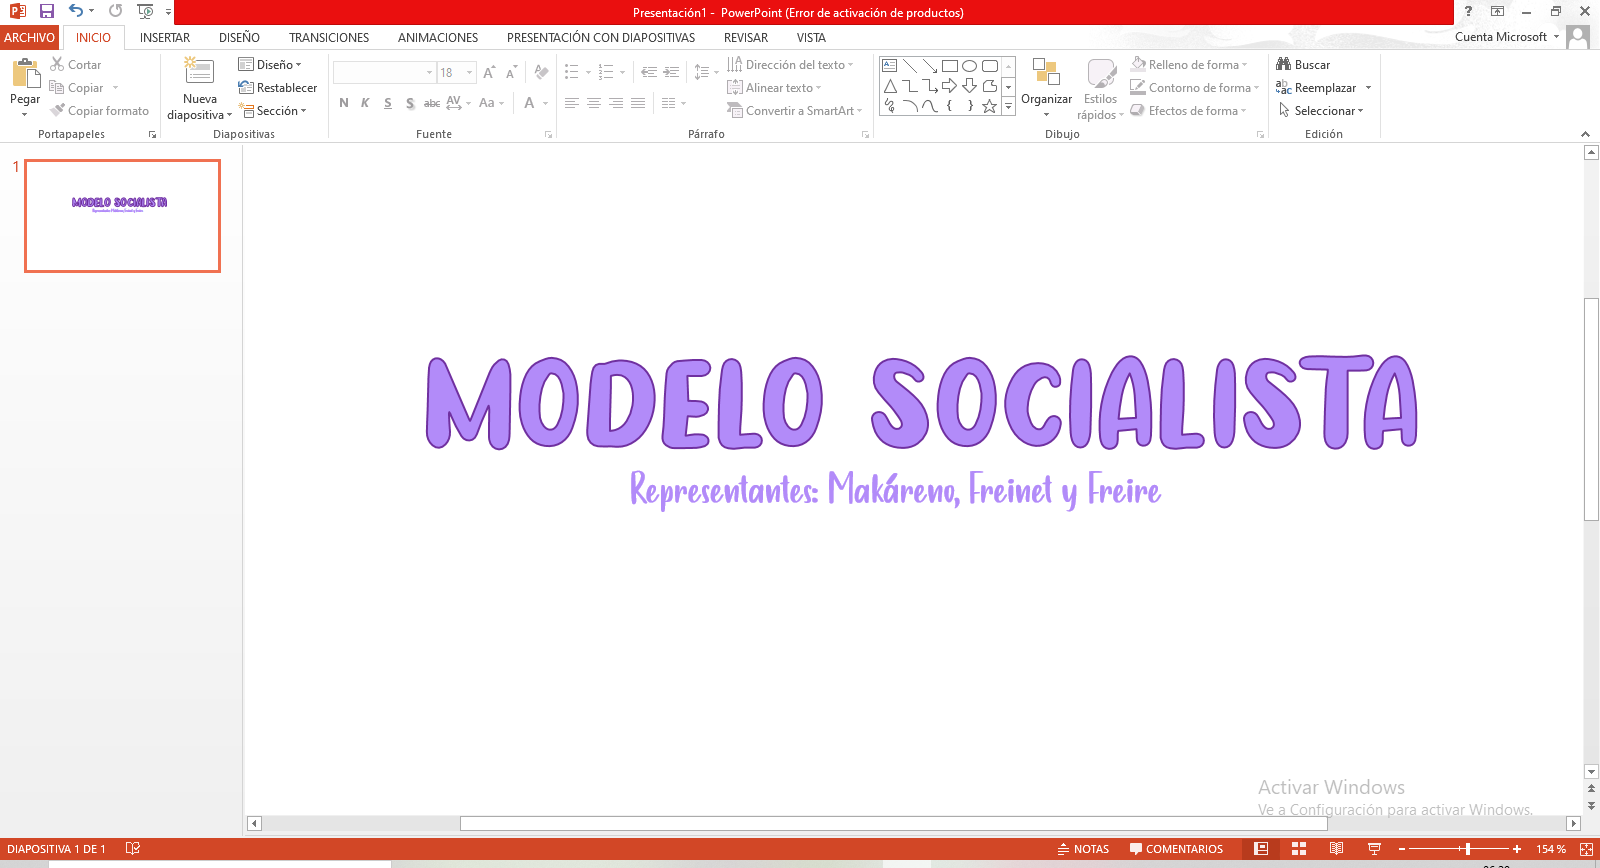 Presentación1 - PowerPoint (Error de activación de productos)
ARCHIVO INICIO INSERTAR DISEÑO TRANSICIONES ANIMACIONES PRESENTACIÓN CON DIAPOSITIVAS REVISAR VISTA Cuenta Microsoft
Pegar
Cortar
Copiar
Copiar formato
Portapapeles
Nueva diapositiva
Diseño
Restablecer
Sección
Diapositivas
18
N K S S abc AV Aa A
Fuente
Dirección del texto
Alinear texto
Convertir a SmartArt
Párrafo
Organizar
Estilos rápidos
Relleno de forma
Contorno de forma
Efectos de forma
Dibujo
Buscar
Reemplazar
Seleccionar
Edición
1
MODELO SOCIALISTA
MODELO SOCIALISTA
Representantes: Makáreno, Freinet y Freire
Activar Windows
Ve a Configuración para activar Windows.
DIAPOSITIVA 1 DE 1 NOTAS COMENTARIOS 154 %